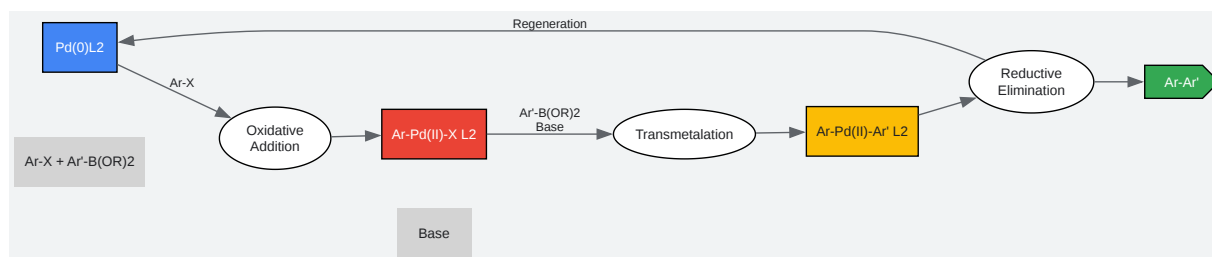 Regeneration
Pd(0)L2
Ar-X
Oxidative
Addition
Ar-Pd(II)-X L2
Ar'-B(OR)2
Base
Transmetalation
Ar-Pd(II)-Ar' L2
Reductive
Elimination
Ar-Ar'
Ar-X + Ar'-B(OR)2
Base